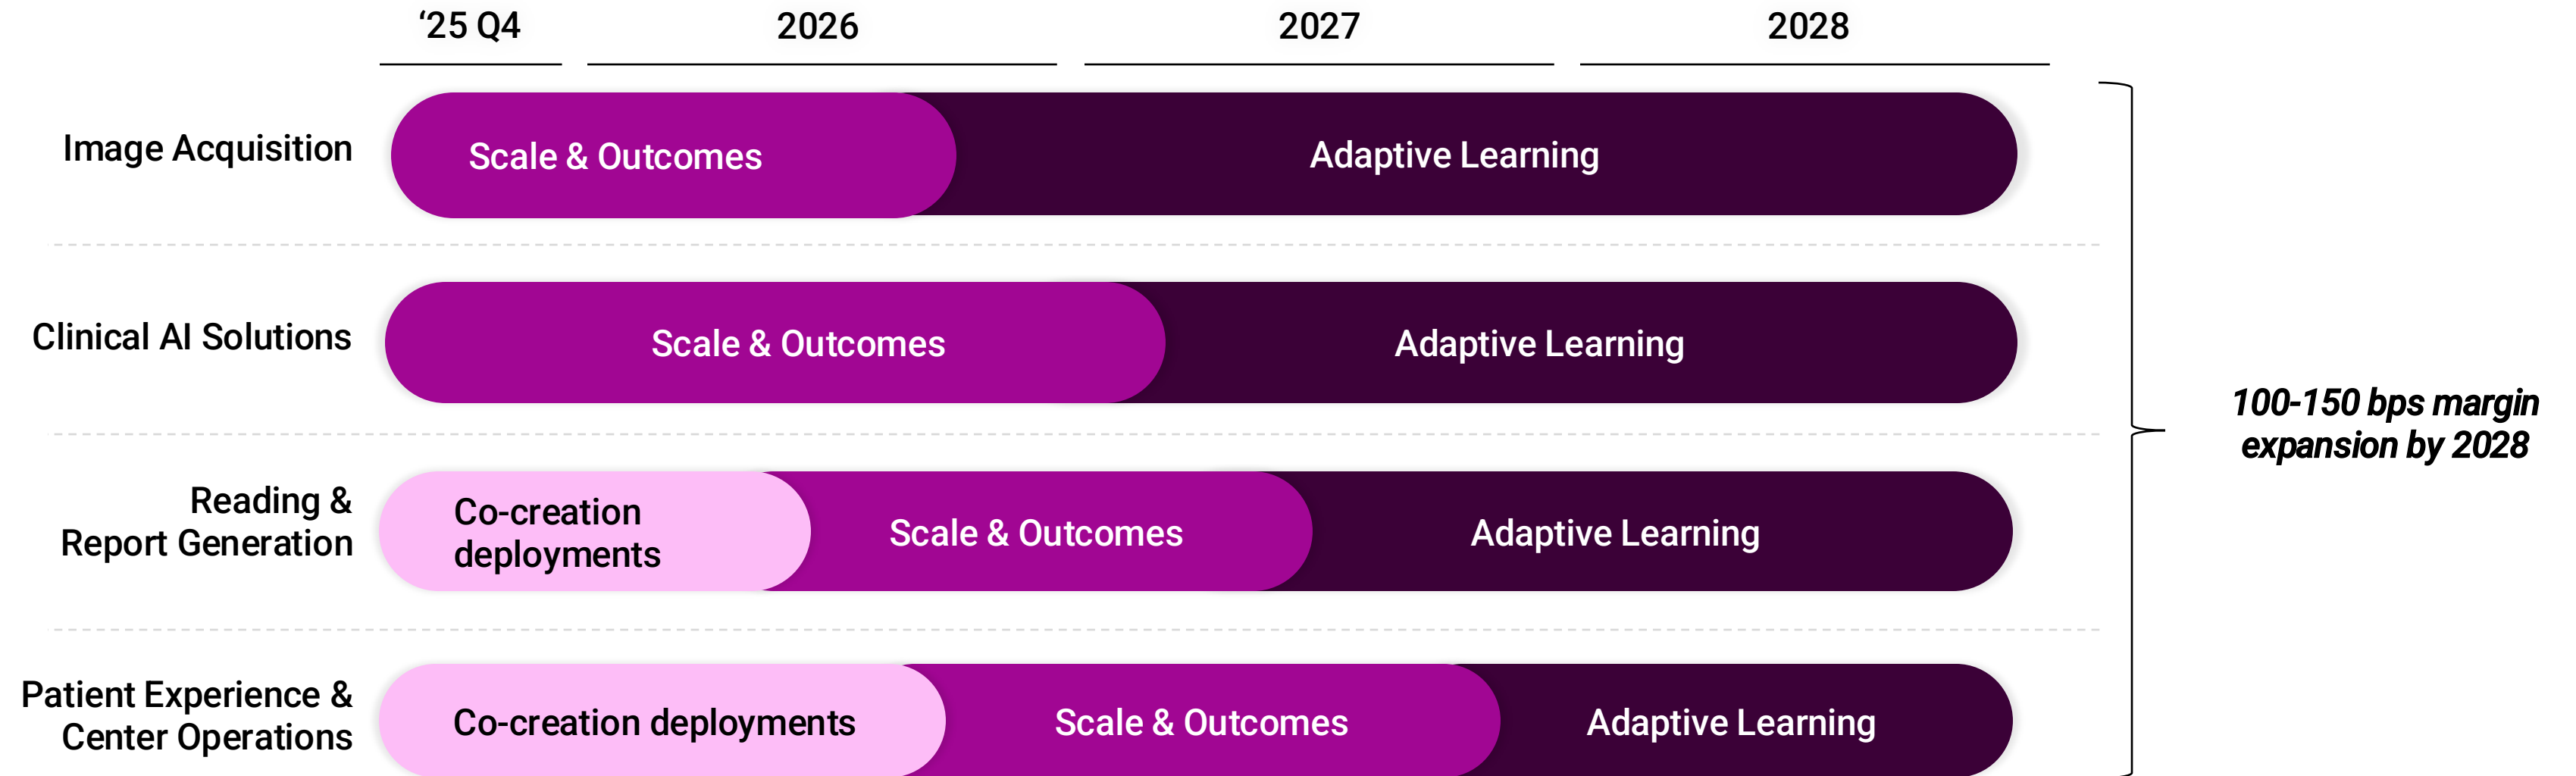 ‘25 Q4
2026
2027
2028
Image Acquisition
Scale & Outcomes
Adaptive Learning
Clinical AI Solutions
Scale & Outcomes
Adaptive Learning
Reading &
Report Generation
Co-creation
deployments
Scale & Outcomes
Adaptive Learning
Patient Experience &
Center Operations
Co-creation deployments
Scale & Outcomes
Adaptive Learning
100-150 bps margin
expansion by 2028